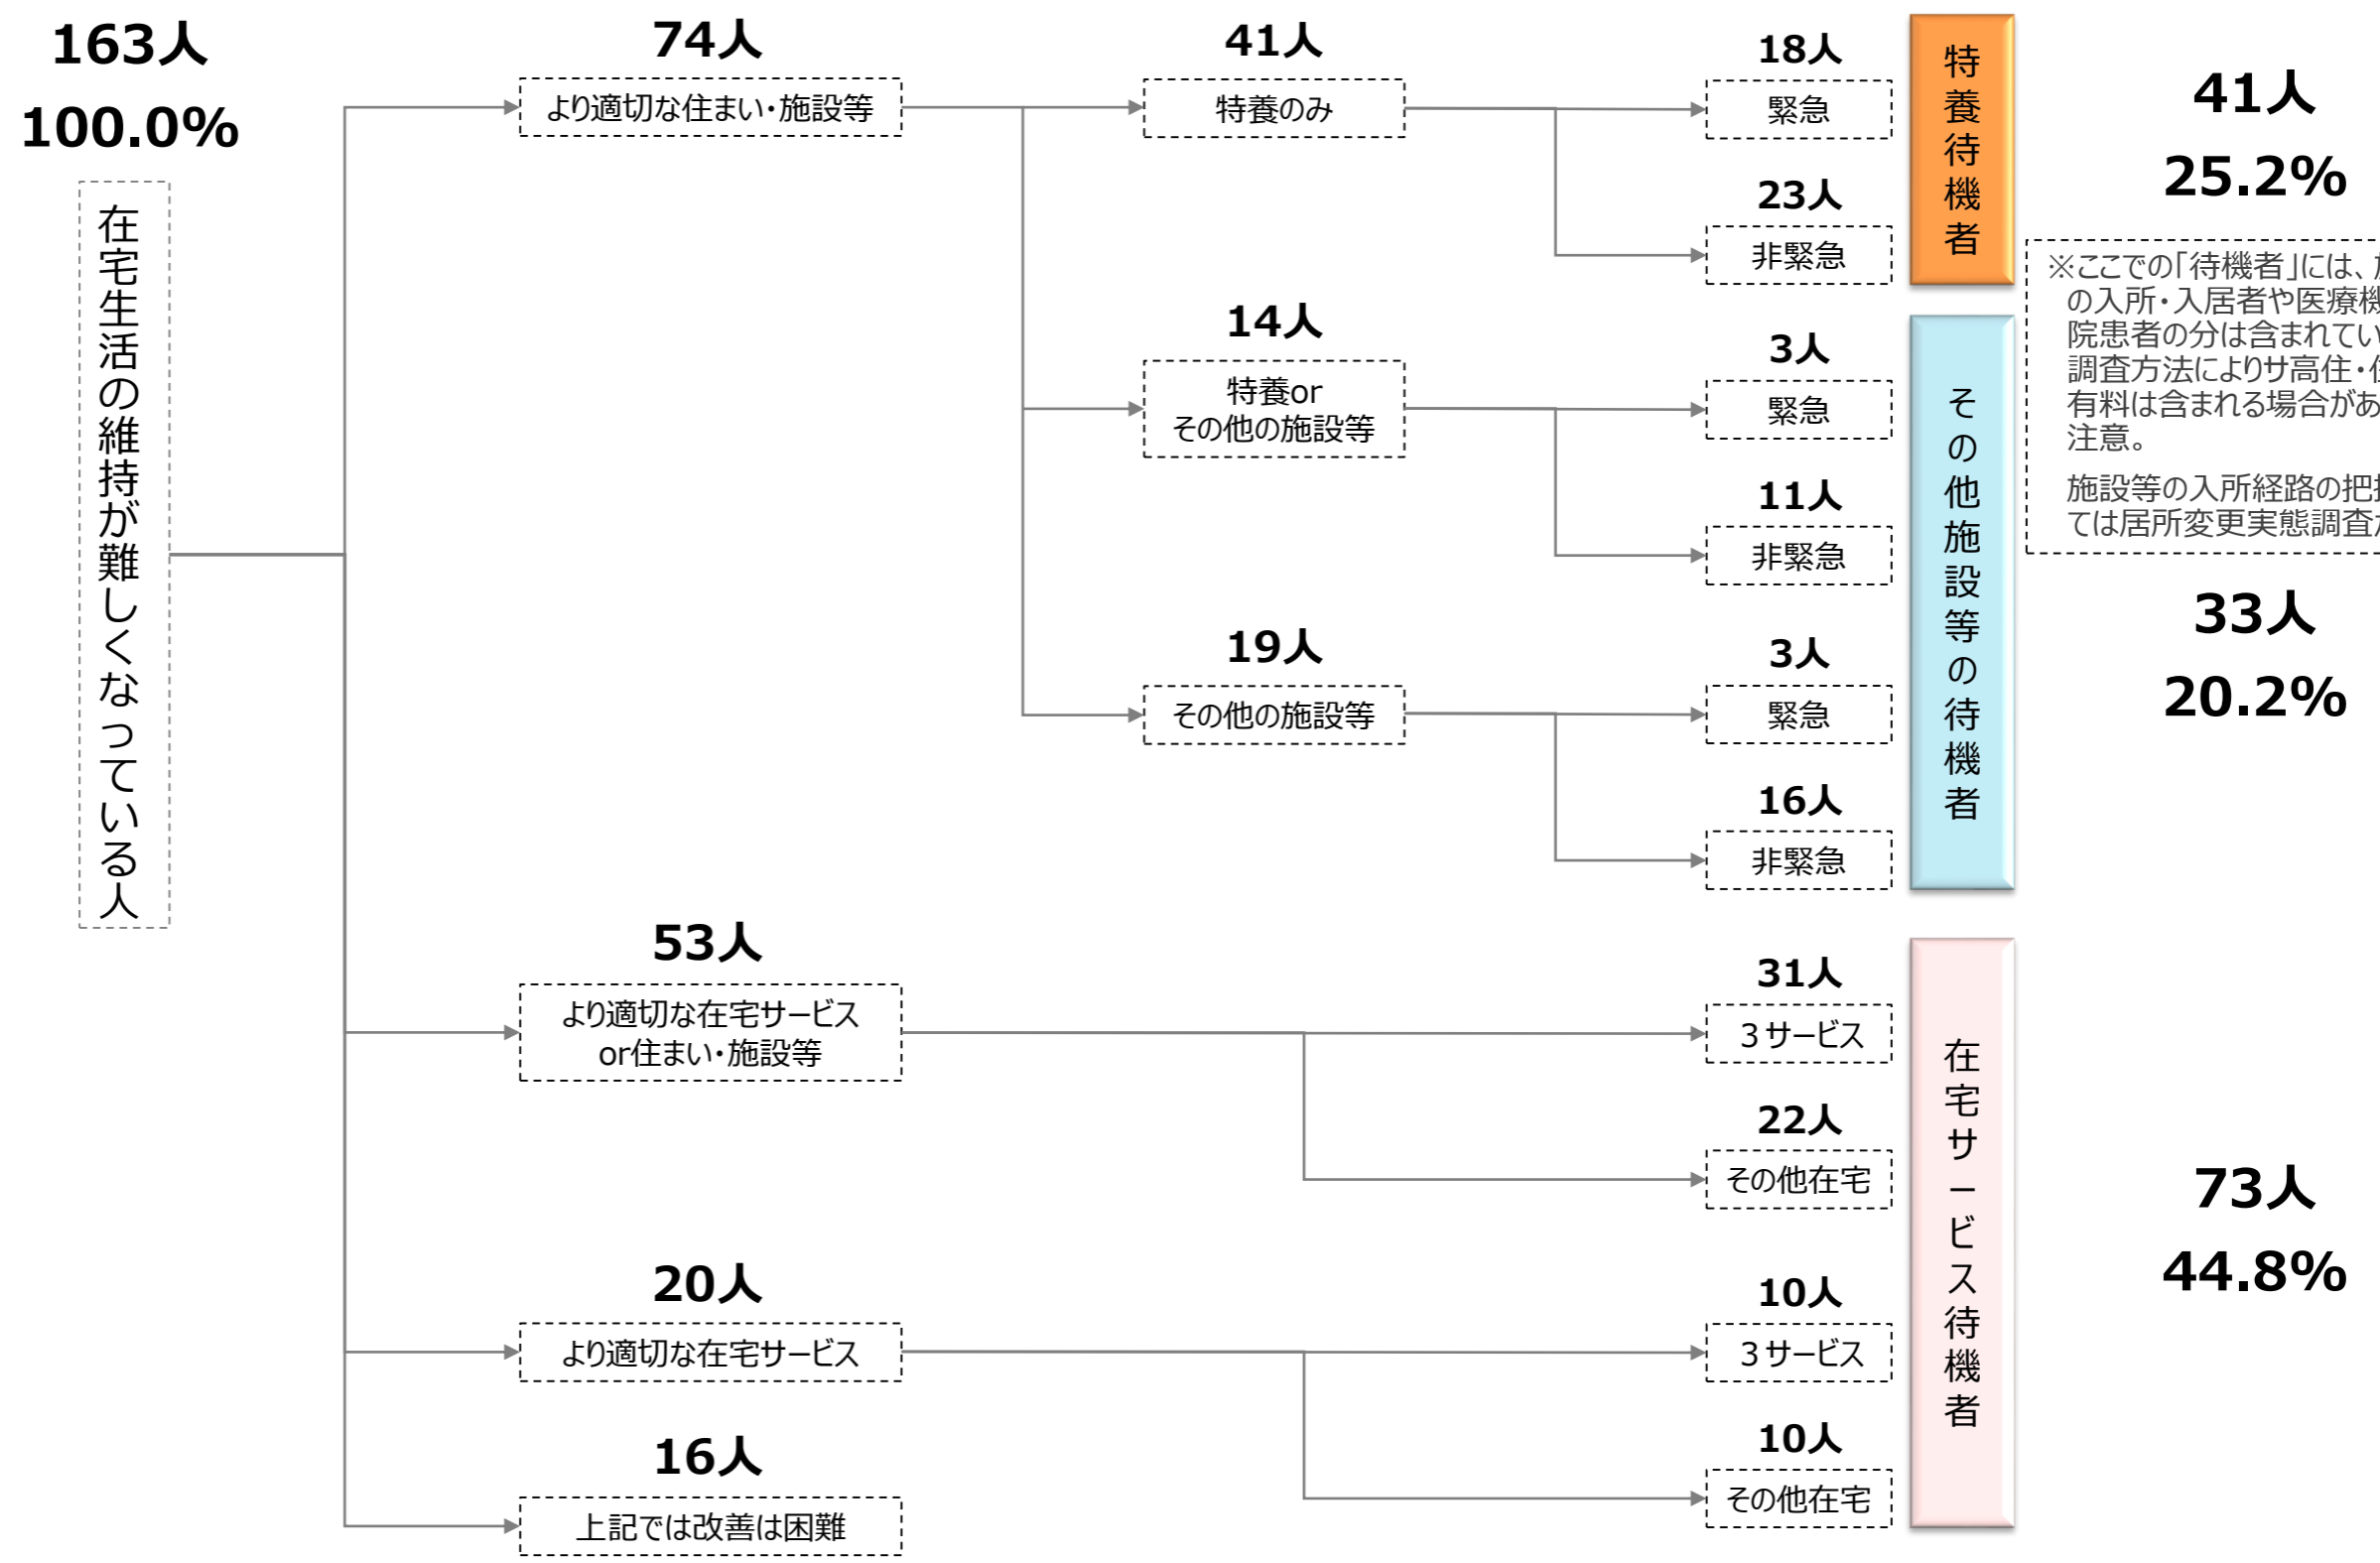 163人
100.0%
在宅生活の維持が難しくなっている人
74人
より適切な住まい・施設等
41人
特養のみ
18人
緊急
23人
非緊急
14人
特養or
その他の施設等
3人
緊急
11人
非緊急
19人
その他の施設等
3人
緊急
16人
非緊急
53人
より適切な在宅サービス
or住まい・施設等
31人
３サービス
22人
その他在宅
20人
より適切な在宅サービス
10人
３サービス
10人
その他在宅
16人
上記では改善は困難
特養待機者
41人
25.2%
※ここでの「待機者」には、
の入所・入居者や医療機
院患者の分は含まれてい
調査方法によりサ高住・
有料は含まれる場合があ
注意。
施設等の入所経路の把
ては居所変更実態調査
その他施設等の待機者
33人
20.2%
在宅サービス待機者
73人
44.8%